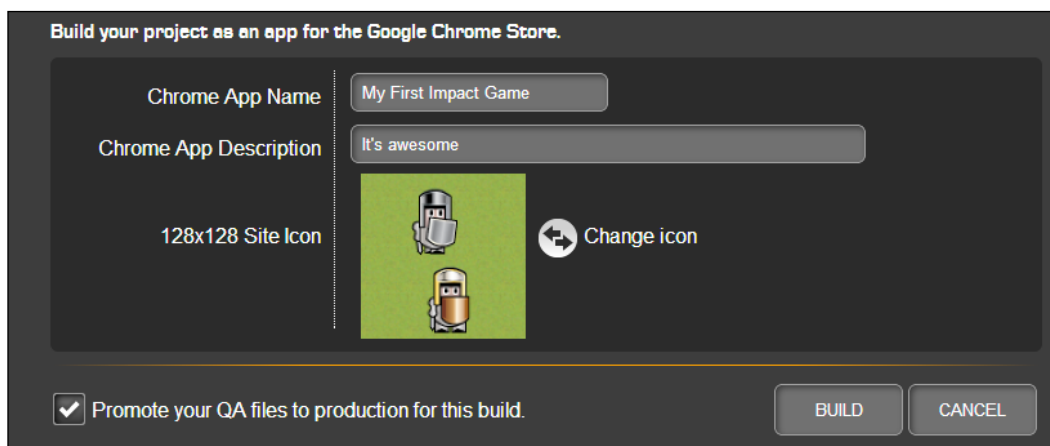 Build your project as an app for the Google Chrome Store.
Chrome App Name
My First Impact Game
Chrome App Description
It's awesome
128x128 Site Icon
Change icon
Promote your QA files to production for this build.
BUILD
CANCEL